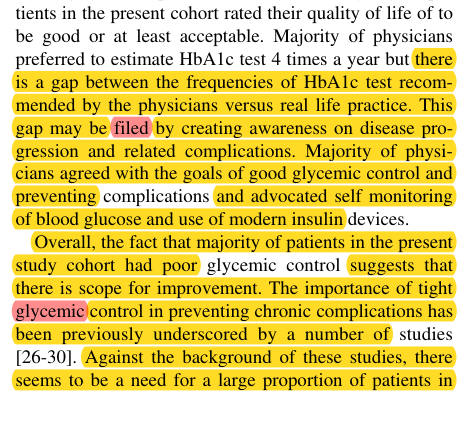 tients in the present cohort rated their quality of life of to
be good or at least acceptable. Majority of physicians
preferred to estimate HbA1c test 4 times a year but there
is a gap between the frequencies of HbA1c test recom-
mended by the physicians versus real life practice. This
gap may be filed by creating awareness on disease pro-
gression and related complications. Majority of physi-
cians agreed with the goals of good glycemic control and
preventing complications and advocated self monitoring
of blood glucose and use of modern insulin devices.
Overall, the fact that majority of patients in the present
study cohort had poor glycemic control suggests that
there is scope for improvement. The importance of tight
glycemic control in preventing chronic complications has
been previously underscored by a number of studies
[26-30]. Against the background of these studies, there
seems to be a need for a large proportion of patients in